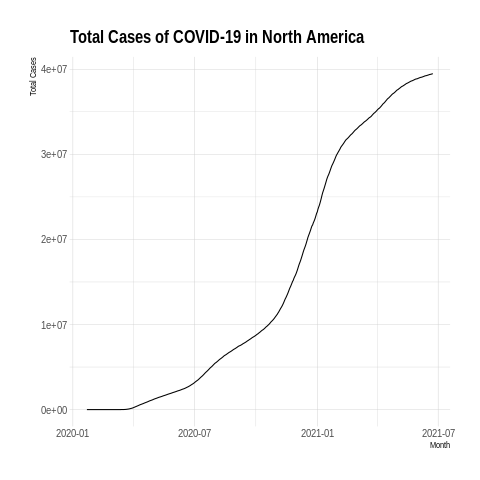 Total Cases of COVID-19 in North America
Total Cases
4e+07
3e+07
2e+07
1e+07
0e+00
2020-01 2020-07 2021-01 2021-07
Month